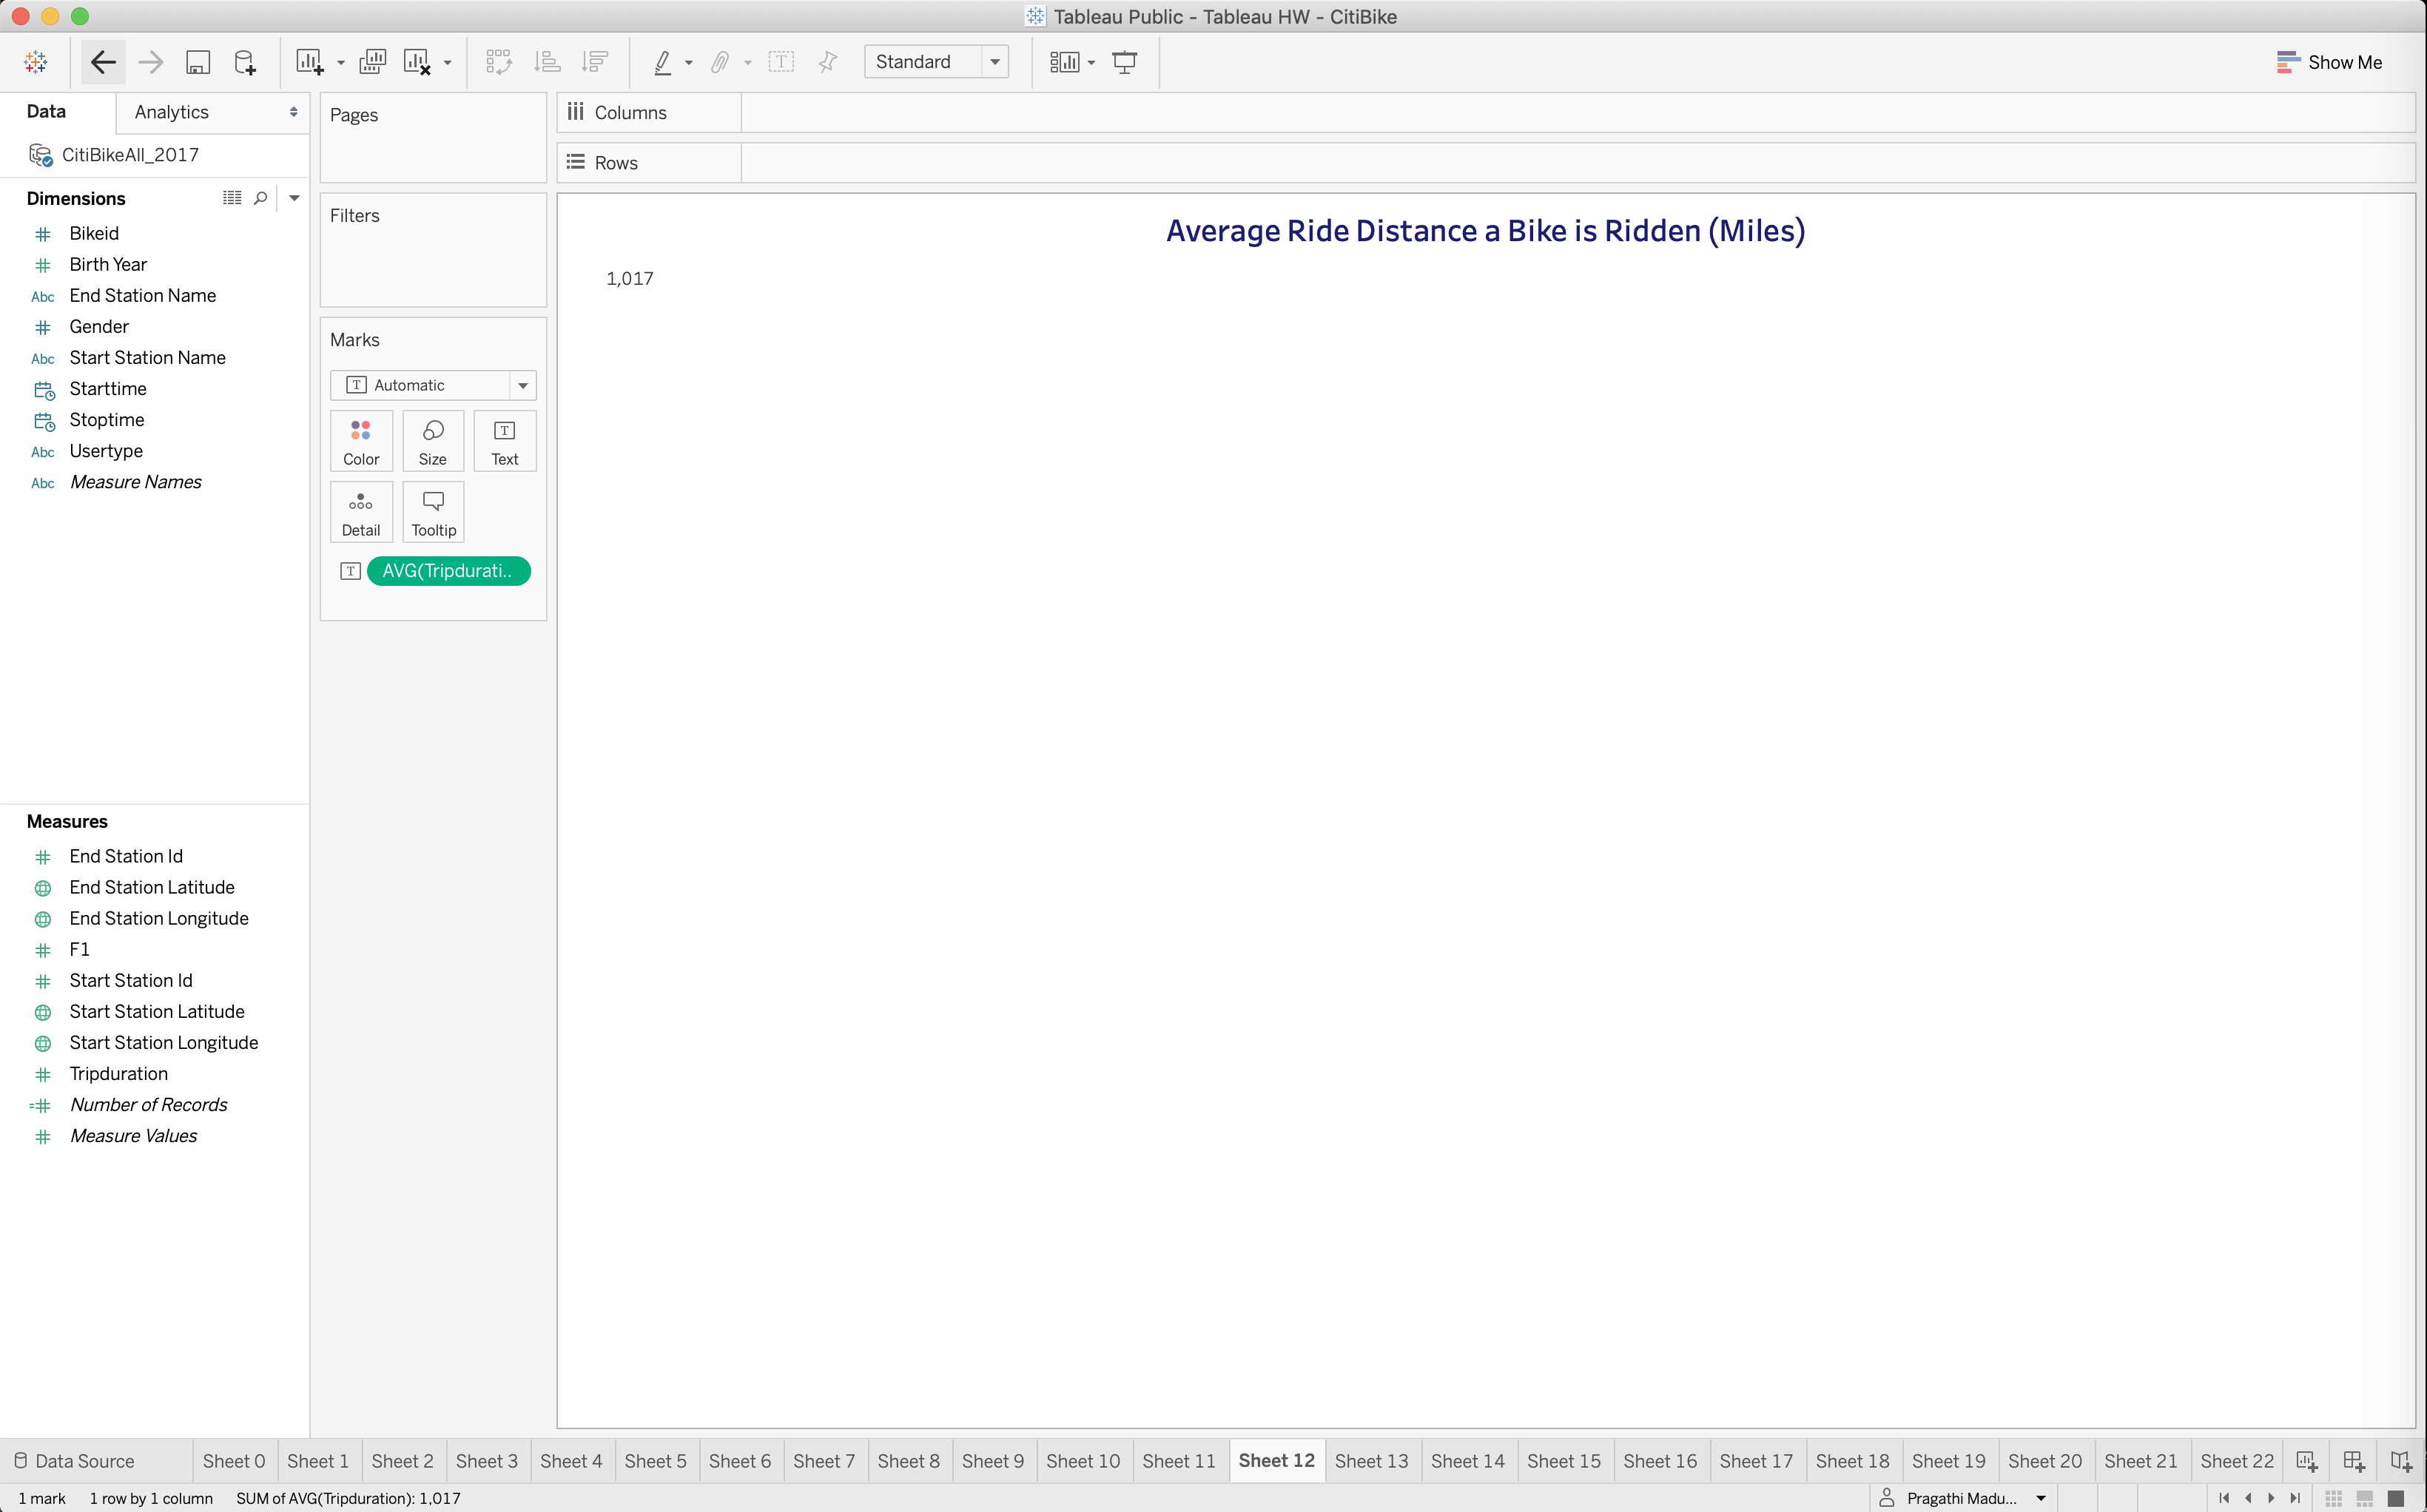 Tableau Public - Tableau HW - CitiBike
Standard
Show Me
Data
Analytics
CitiBikeAll_2017
Dimensions
# Bikeid
# Birth Year
Abc End Station Name
# Gender
Abc Start Station Name
Starttime
Stoptime
Abc Usertype
Abc Measure Names
Measures
# End Station Id
End Station Latitude
End Station Longitude
# F1
# Start Station Id
Start Station Latitude
Start Station Longitude
# Tripduration
=# Number of Records
# Measure Values
Pages
Filters
Marks
T Automatic
Color
Size
T Text
Detail
Tooltip
T AVG(Tripdurati..
Columns
Rows
Average Ride Distance a Bike is Ridden (Miles)
1,017
Data Source Sheet 0 Sheet 1 Sheet 2 Sheet 3 Sheet 4 Sheet 5 Sheet 6 Sheet 7 Sheet 8 Sheet 9 Sheet 10 Sheet 11 Sheet 12 Sheet 13 Sheet 14 Sheet 15 Sheet 16 Sheet 17 Sheet 18 Sheet 19 Sheet 20 Sheet 21 Sheet 22
1 mark 1 row by 1 column SUM of AVG(Tripduration): 1,017 Pragathi Madu...